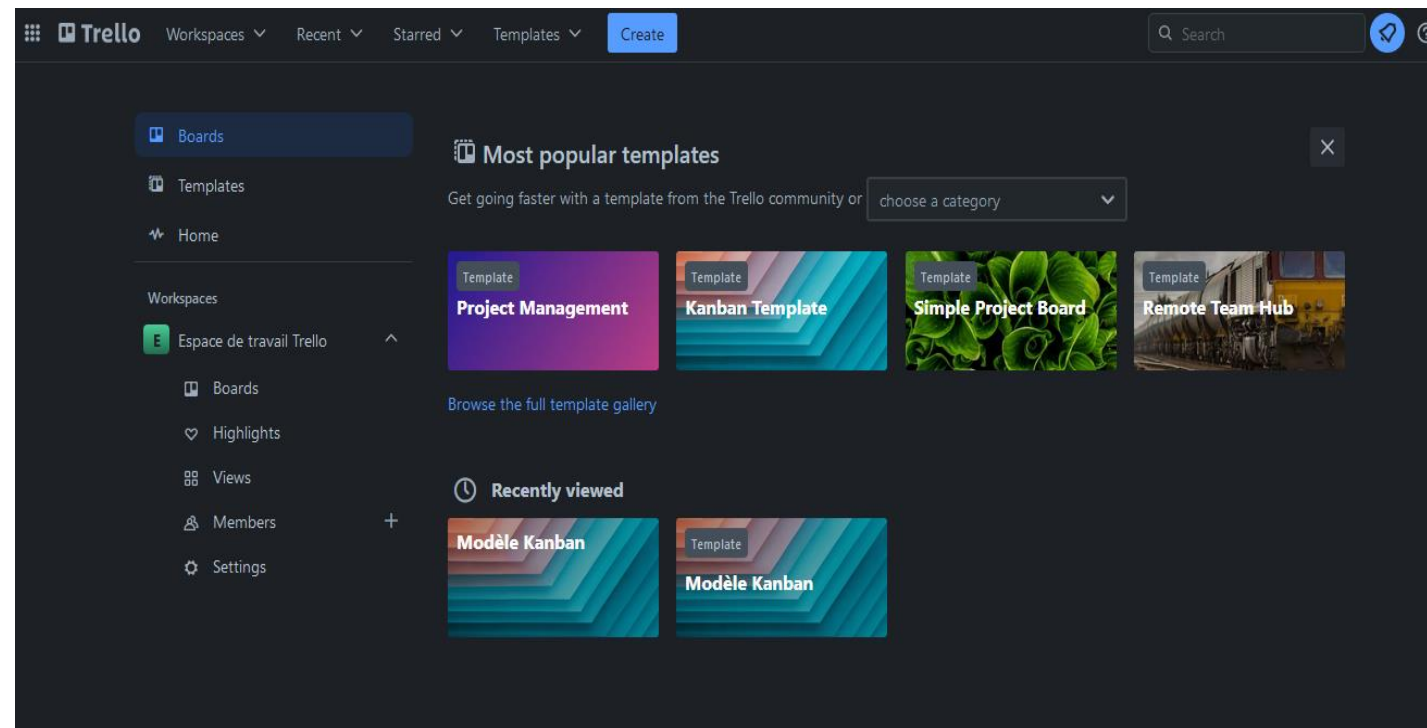 Trello Workspaces Recent Starred Templates Create Search
Boards
Templates
Home
Workspaces
E Espace de travail Trello
Boards
Highlights
Views
Members
Settings
Most popular templates
Get going faster with a template from the Trello community or choose a category
Template
Project Management
Template
Kanban Template
Template
Simple Project Board
Template
Remote Team Hub
Browse the full template gallery
Recently viewed
Modèle Kanban
Template
Modèle Kanban